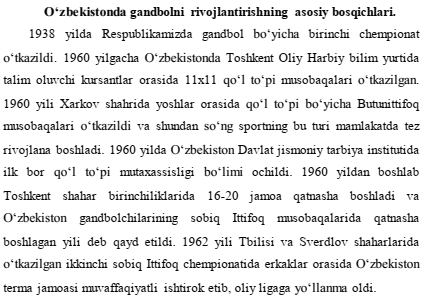 O‘zbekistonda gandbolni rivojlantirishning asosiy bosqichlari.
1938 yilda Respublikamizda gandbol bo‘yicha birinchi chempionat
o‘tkazildi. 1960 yilgacha O‘zbekistonda Toshkent Oliy Harbiy bilim yurtida
talim oluvchi kursantlar orasida 11x11 qo‘l to‘pi musobaqalari o‘tkazilgan.
1960 yili Xarkov shahrida yoshlar orasida qo‘l to‘pi bo‘yicha Butunittifoq
musobaqalari o‘tkazildi va shundan so‘ng sportning bu turi mamlakatda tez
rivojlana boshladi. 1960 yilda O‘zbekiston Davlat jismoniy tarbiya institutida
ilk bor qo‘l to‘pi mutaxassisligi bo‘limi ochildi. 1960 yildan boshlab
Toshkent shahar birinchiliklarida 16-20 jamoa qatnasha boshladi va
O‘zbekiston gandbolchilarining sobiq Ittifoq musobaqalarida qatnasha
boshlagan yili deb qayd etildi. 1962 yili Tbilisi va Sverdlov shaharlarida
o‘tkazilgan ikkinchi sobiq Ittifoq chempionatida erkaklar orasida O‘zbekiston
terma jamoasi muvaffaqiyatli ishtirok etib, oliy ligaga yo‘llanma oldi.